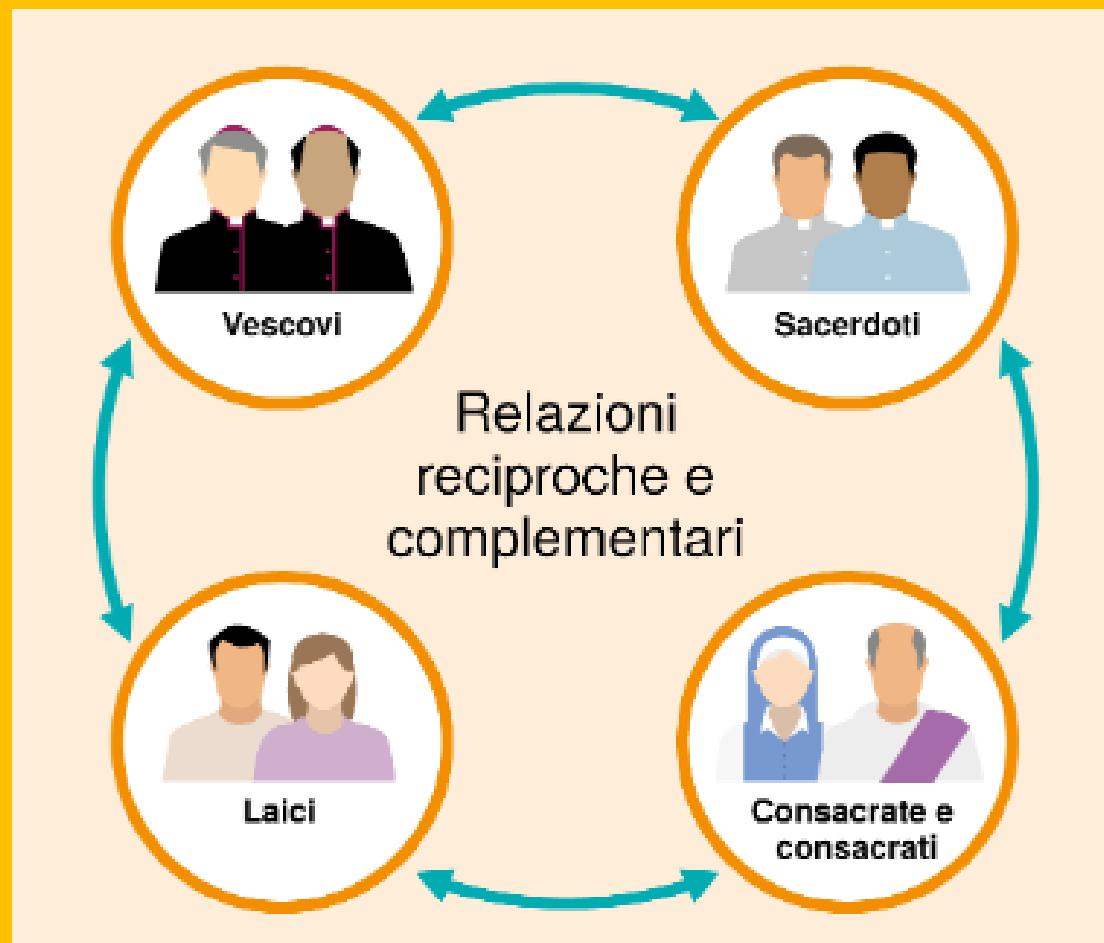 Vescovi
Sacerdoti
Relazioni
reciproche e
complementari
Laici
Consacrate e
consacrati